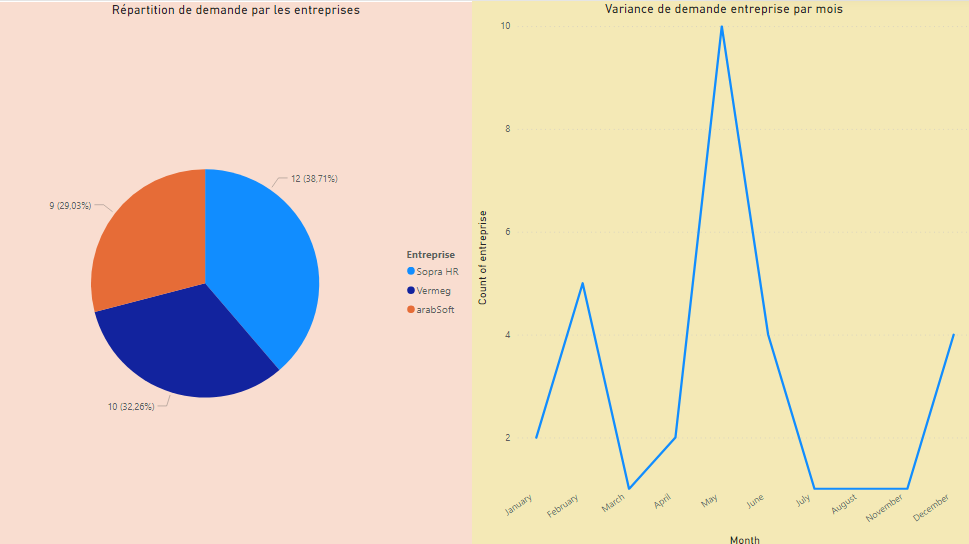 Répartition de demande par les entreprises
12 (38,71%)
9 (29,03%)
10 (32,26%)
Entreprise
Sopra HR
Vermeg
arabSoft
Variance de demande entreprise par mois
Count of entreprise
10
8
6
4
2
January
February
March
April
May
June
July
August
November
December
Month